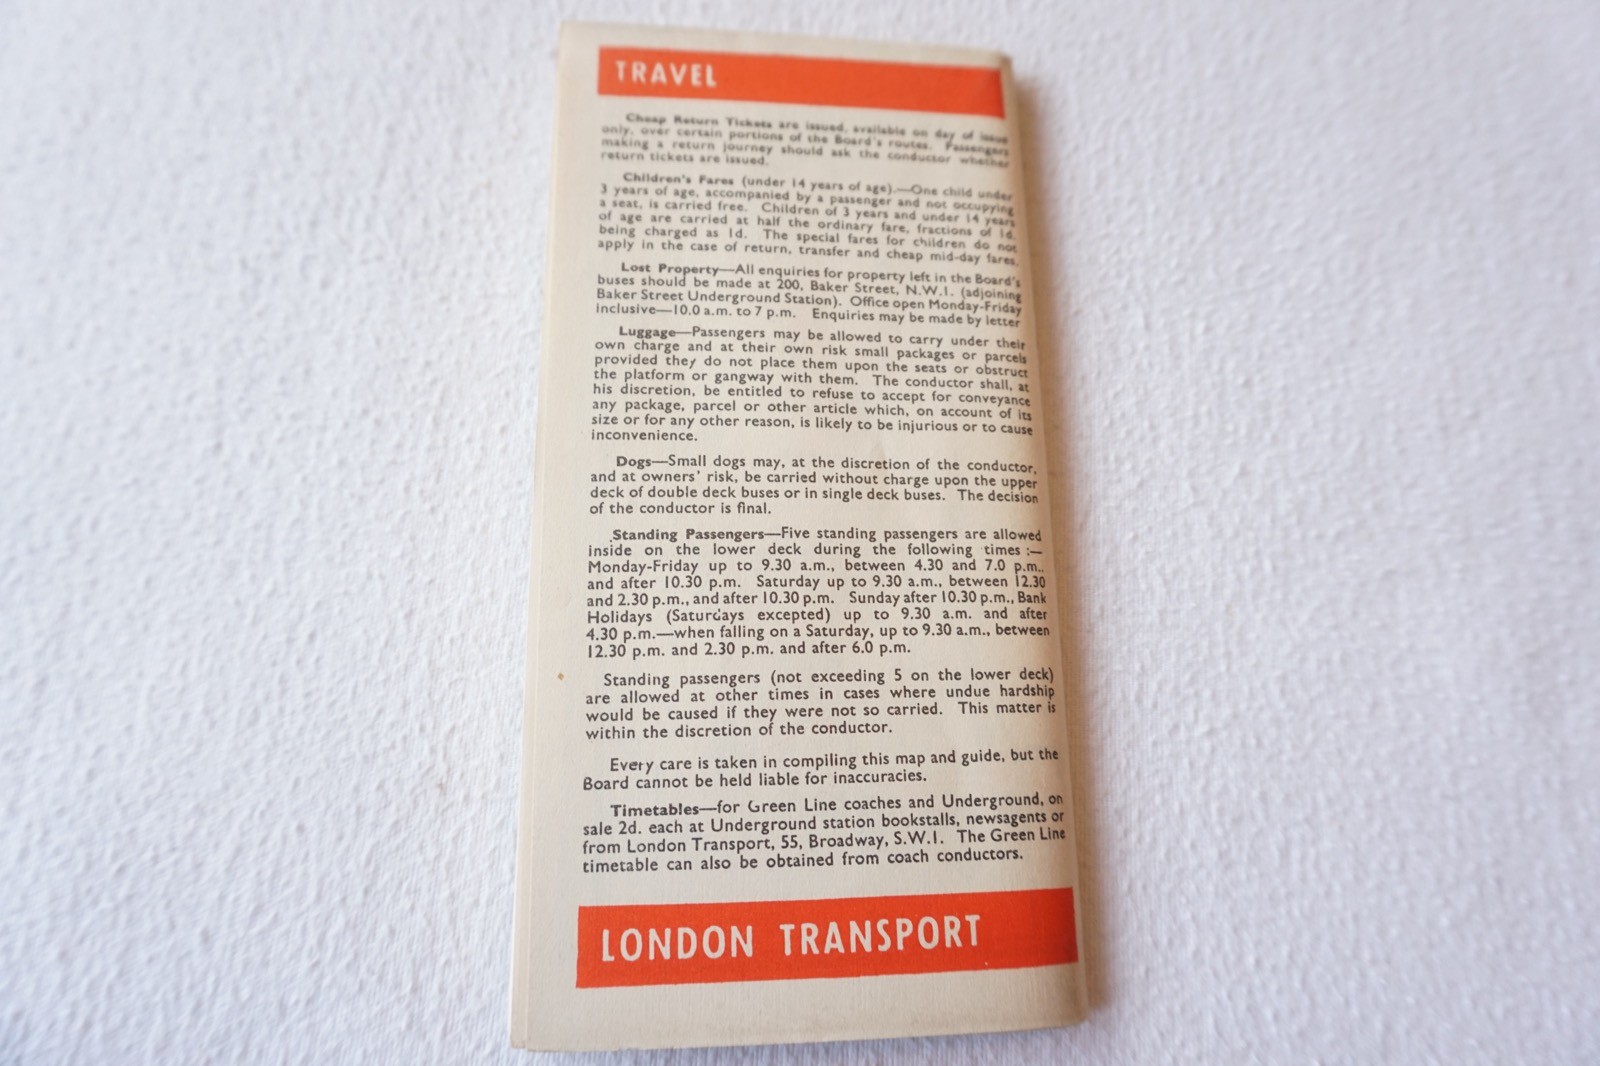 TRAVEL
Cheap Return Tickets are issued, available on day of issue
only, over certain portions of the Board's routes. Passengers
making a return journey should ask the conductor whether
return tickets are issued.
Children's Fares (under 14 years of age).—One child under
3 years of age, accompanied by a passenger and not occupying
a seat, is carried free. Children of 3 years and under 14 years
of age are carried at half the ordinary fare, fractions of 1d.
being charged as 1d. The special fares for children do not
apply in the case of return, transfer and cheap mid-day fares.
Lost Property—All enquiries for property left in the Board's
buses should be made at 200, Baker Street, N.W.1. (adjoining
Baker Street Underground Station). Office open Monday-Friday
inclusive—10.0 a.m. to 7 p.m. Enquiries may be made by letter
Luggage—Passengers may be allowed to carry under their
own charge and at their own risk small packages or parcels
provided they do not place them upon the seats or obstruct
the platform or gangway with them. The conductor shall, at
his discretion, be entitled to refuse to accept for conveyance
any package, parcel or other article which, on account of its
size or for any other reason, is likely to be injurious or to cause
inconvenience.
Dogs—Small dogs may, at the discretion of the conductor,
and at owners' risk, be carried without charge upon the upper
deck of double deck buses or in single deck buses. The decision
of the conductor is final.
Standing Passengers—Five standing passengers are allowed
inside on the lower deck during the following times :—
Monday-Friday up to 9.30 a.m., between 4.30 and 7.0 p.m.,
and after 10.30 p.m. Saturday up to 9.30 a.m., between 12.30
and 2.30 p.m., and after 10.30 p.m. Sunday after 10.30 p.m., Bank
Holidays (Saturdays excepted) up to 9.30 a.m. and after
4.30 p.m.—when falling on a Saturday, up to 9.30 a.m., between
12.30 p.m. and 2.30 p.m. and after 6.0 p.m.
Standing passengers (not exceeding 5 on the lower deck)
are allowed at other times in cases where undue hardship
would be caused if they were not so carried. This matter is
within the discretion of the conductor.
Every care is taken in compiling this map and guide, but the
Board cannot be held liable for inaccuracies.
Timetables—for Green Line coaches and Underground, on
sale 2d. each at Underground station bookstalls, newsagents or
from London Transport, 55, Broadway, S.W.1. The Green Line
timetable can also be obtained from coach conductors.
LONDON TRANSPORT